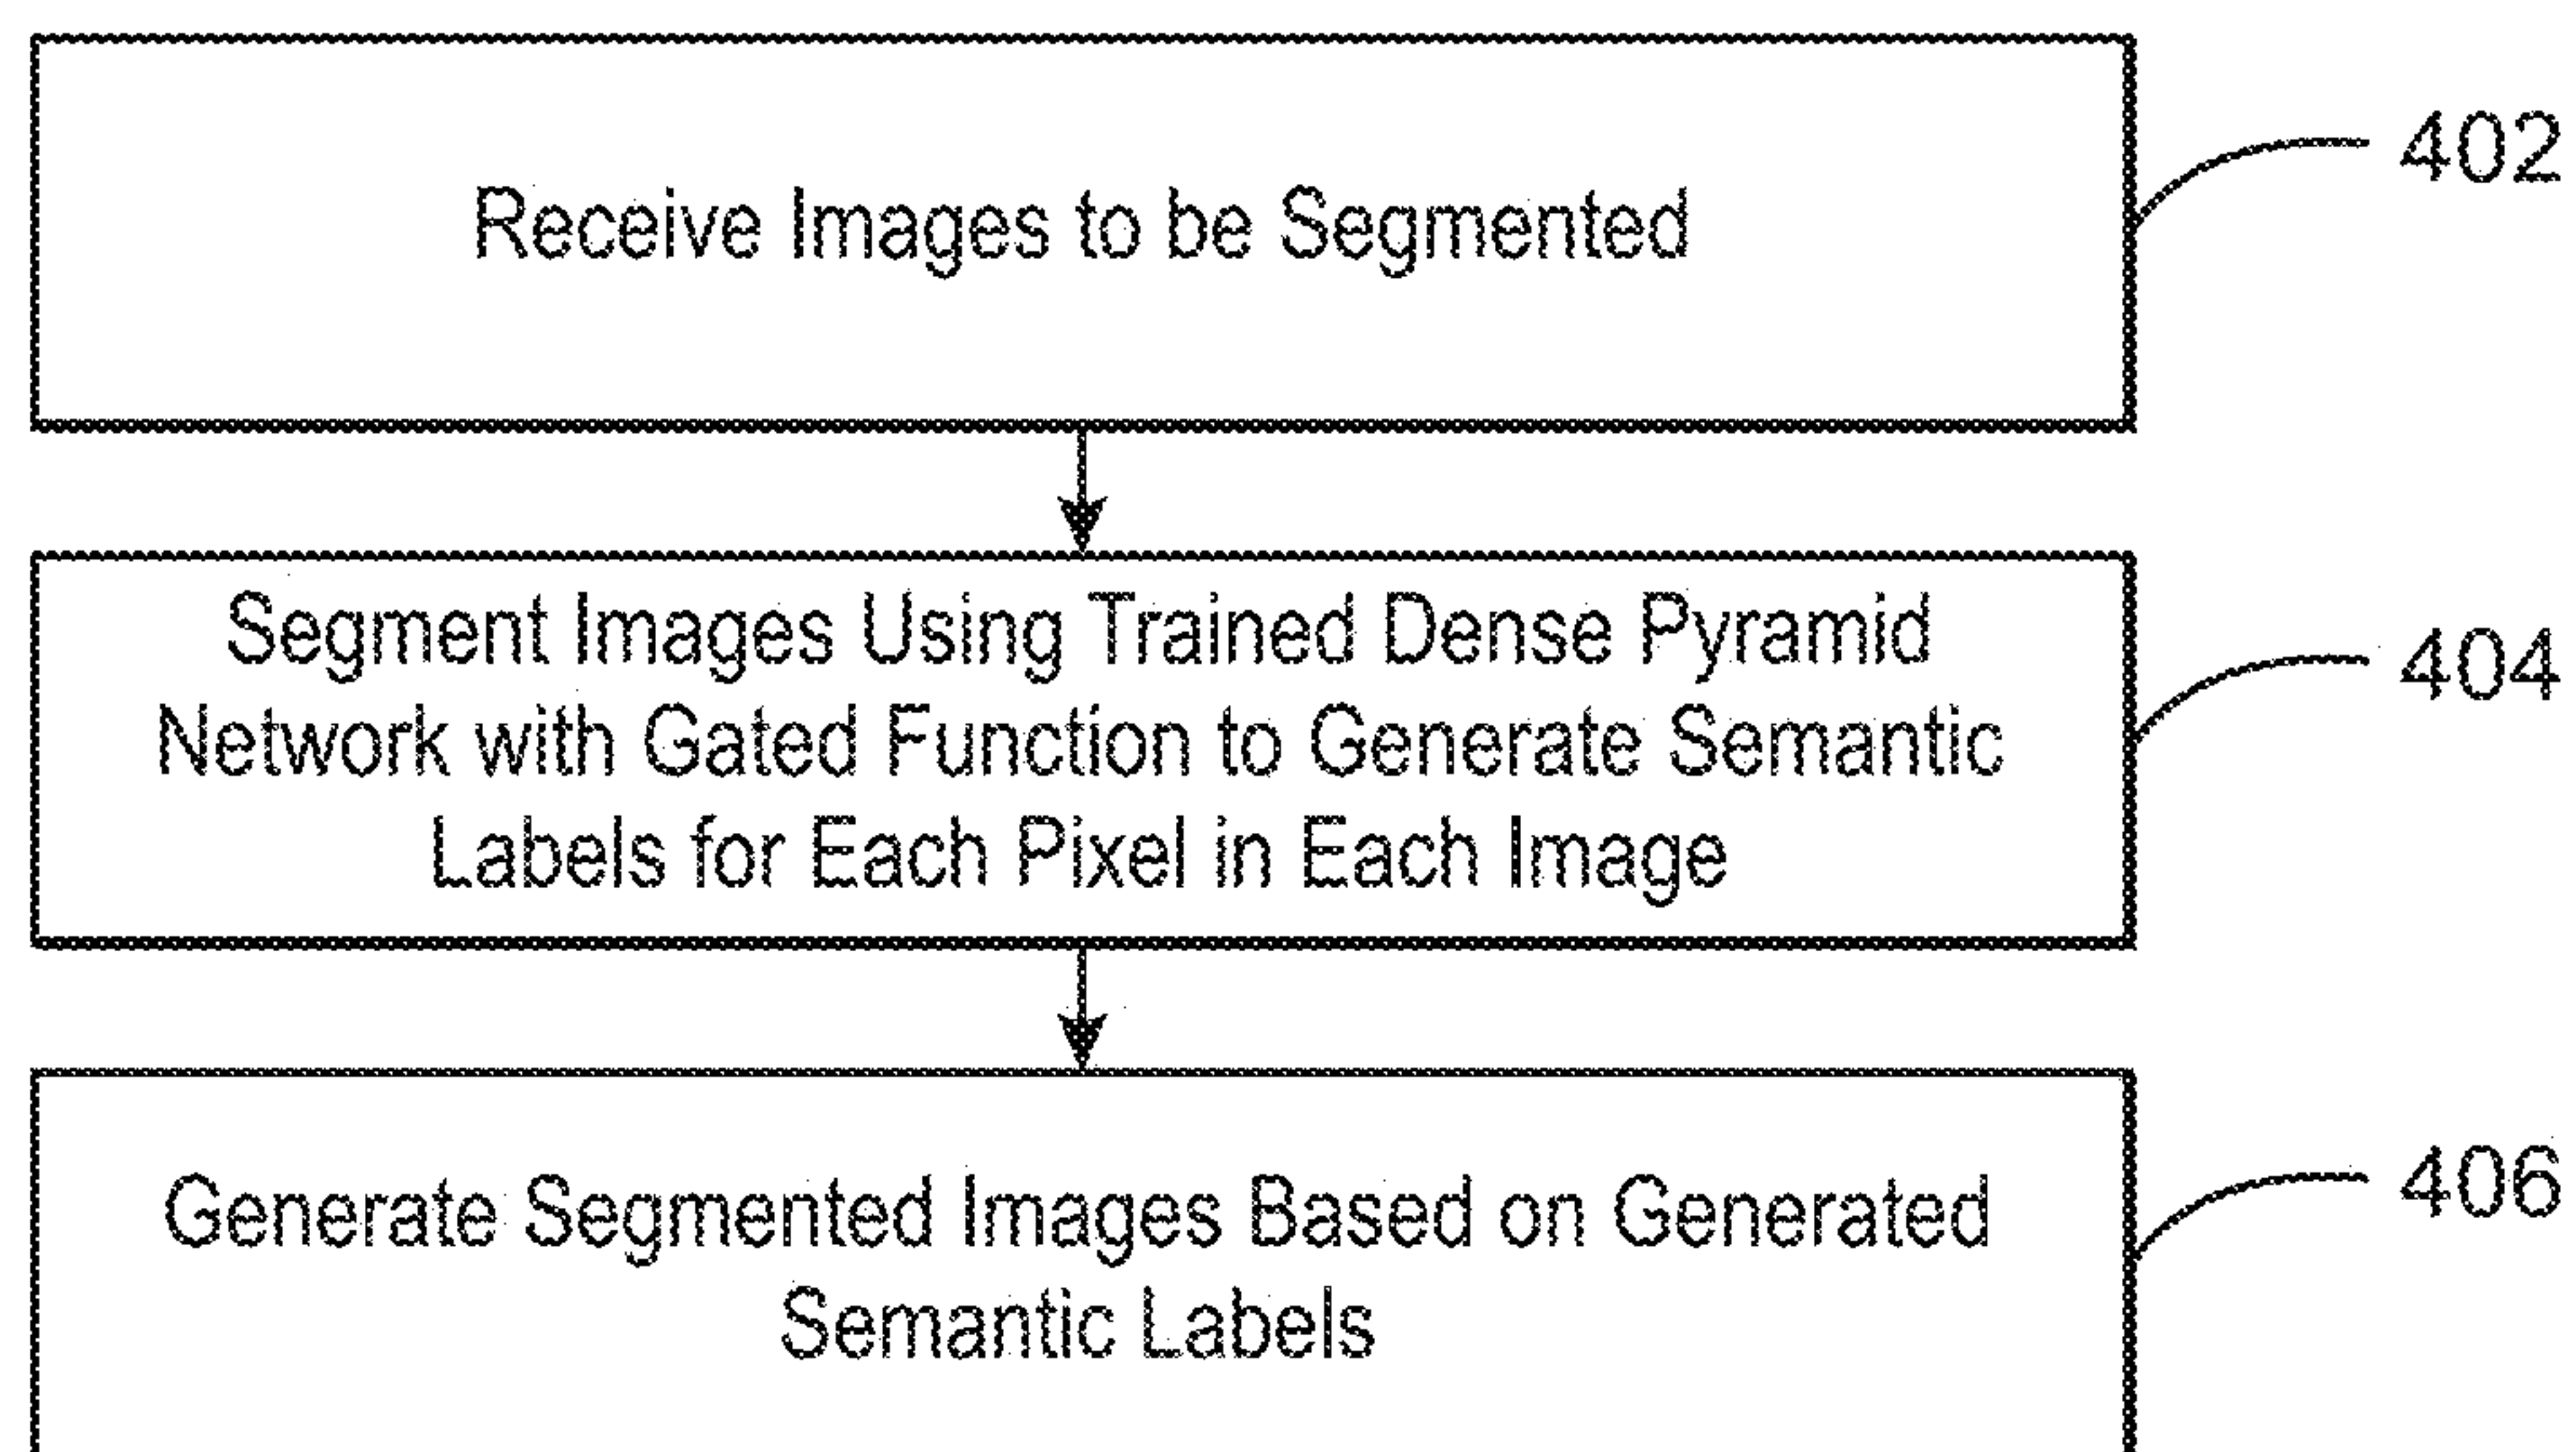 Receive Images to be Segmented
402
Segment Images Using Trained Dense Pyramid
Network with Gated Function to Generate Semantic
Labels for Each Pixel in Each Image
404
Generate Segmented Images Based on Generated
Semantic Labels
406